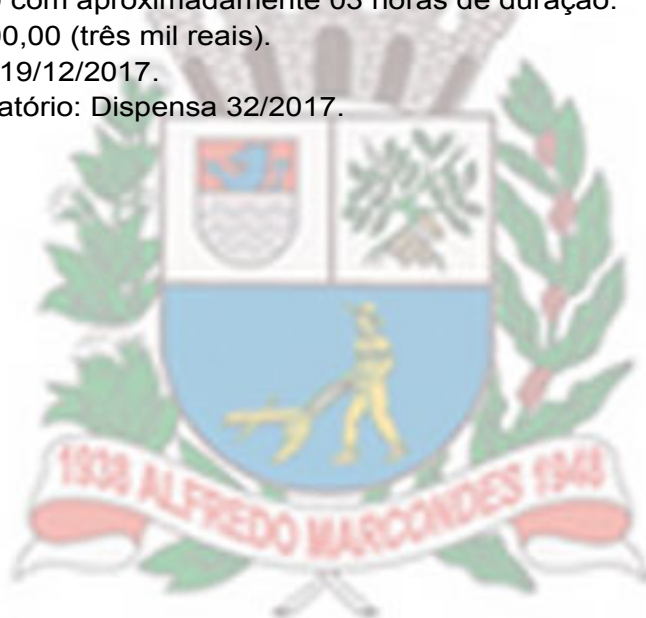 com aproximadamente 03 horas de duração.
00,00 (três mil reais).
19/12/2017.
atório: Dispensa 32/2017.
1938 ALFREDO MARCONDES 1948